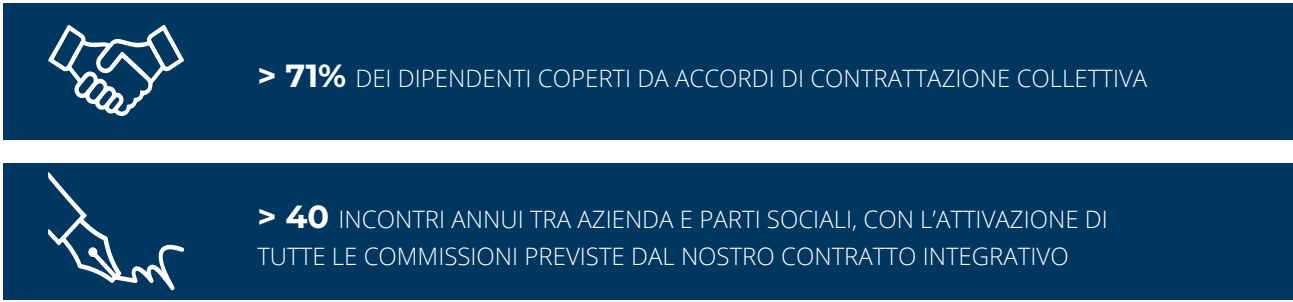 > 71% DEI DIPENDENTI COPERTI DA ACCORDI DI CONTRATTAZIONE COLLETTIVA
> 40 INCONTRI ANNUI TRA AZIENDA E PARTI SOCIALI, CON L’ATTIVAZIONE DI
TUTTE LE COMMISSIONI PREVISTE DAL NOSTRO CONTRATTO INTEGRATIVO